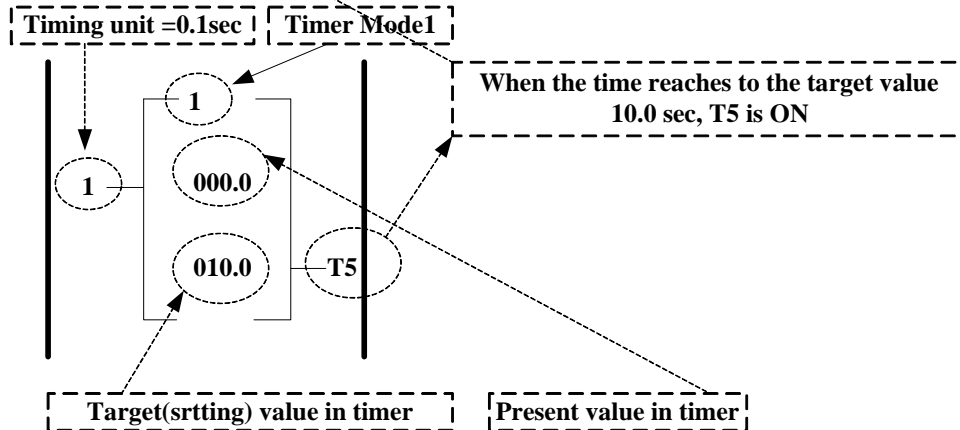 Timing unit =0.1sec
Timer Mode1
When the time reaches to the target value
10.0 sec, T5 is ON
1
1
000.0
010.0
T5
Target(srtting) value in timer
Present value in timer